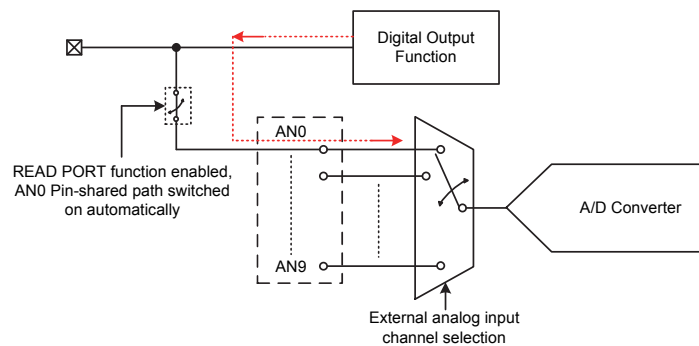 Digital Output
Function
AN0
READ PORT function enabled,
AN0 Pin-shared path switched
on automatically
A/D Converter
AN9
External analog input
channel selection